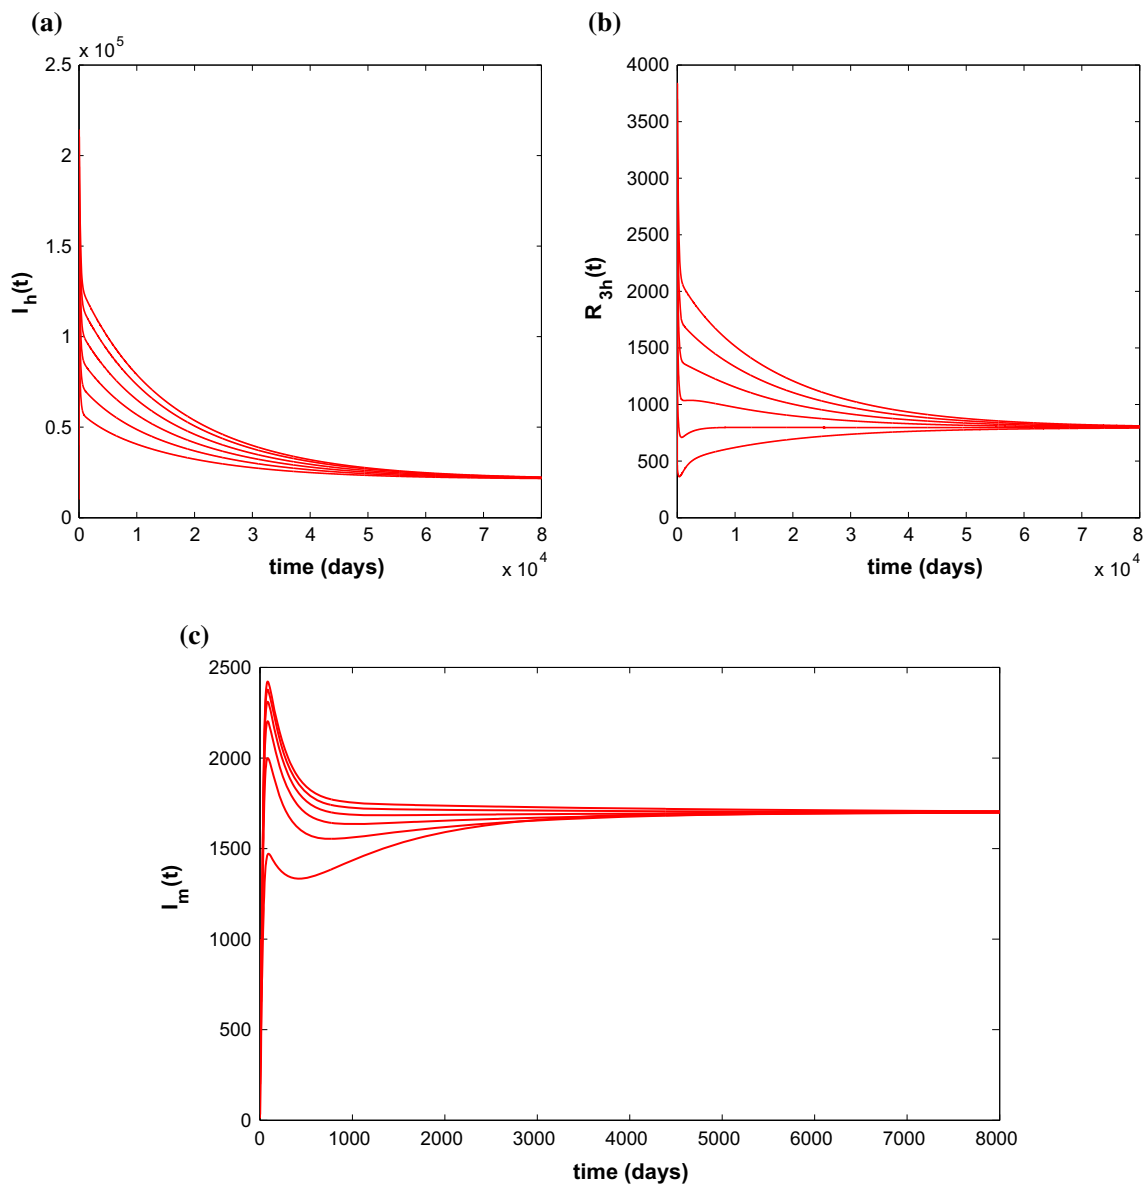 (a)
x 10^5
2.5
2
1.5
1
0.5
0
I_h(t)
0 1 2 3 4 5 6 7 8
time (days)
x 10^4
(b)
4000
3500
3000
2500
2000
1500
1000
500
0
R_3h(t)
0 1 2 3 4 5 6 7 8
time (days)
x 10^4
(c)
2500
2000
1500
1000
500
0
I_m(t)
0 1000 2000 3000 4000 5000 6000 7000 8000
time (days)